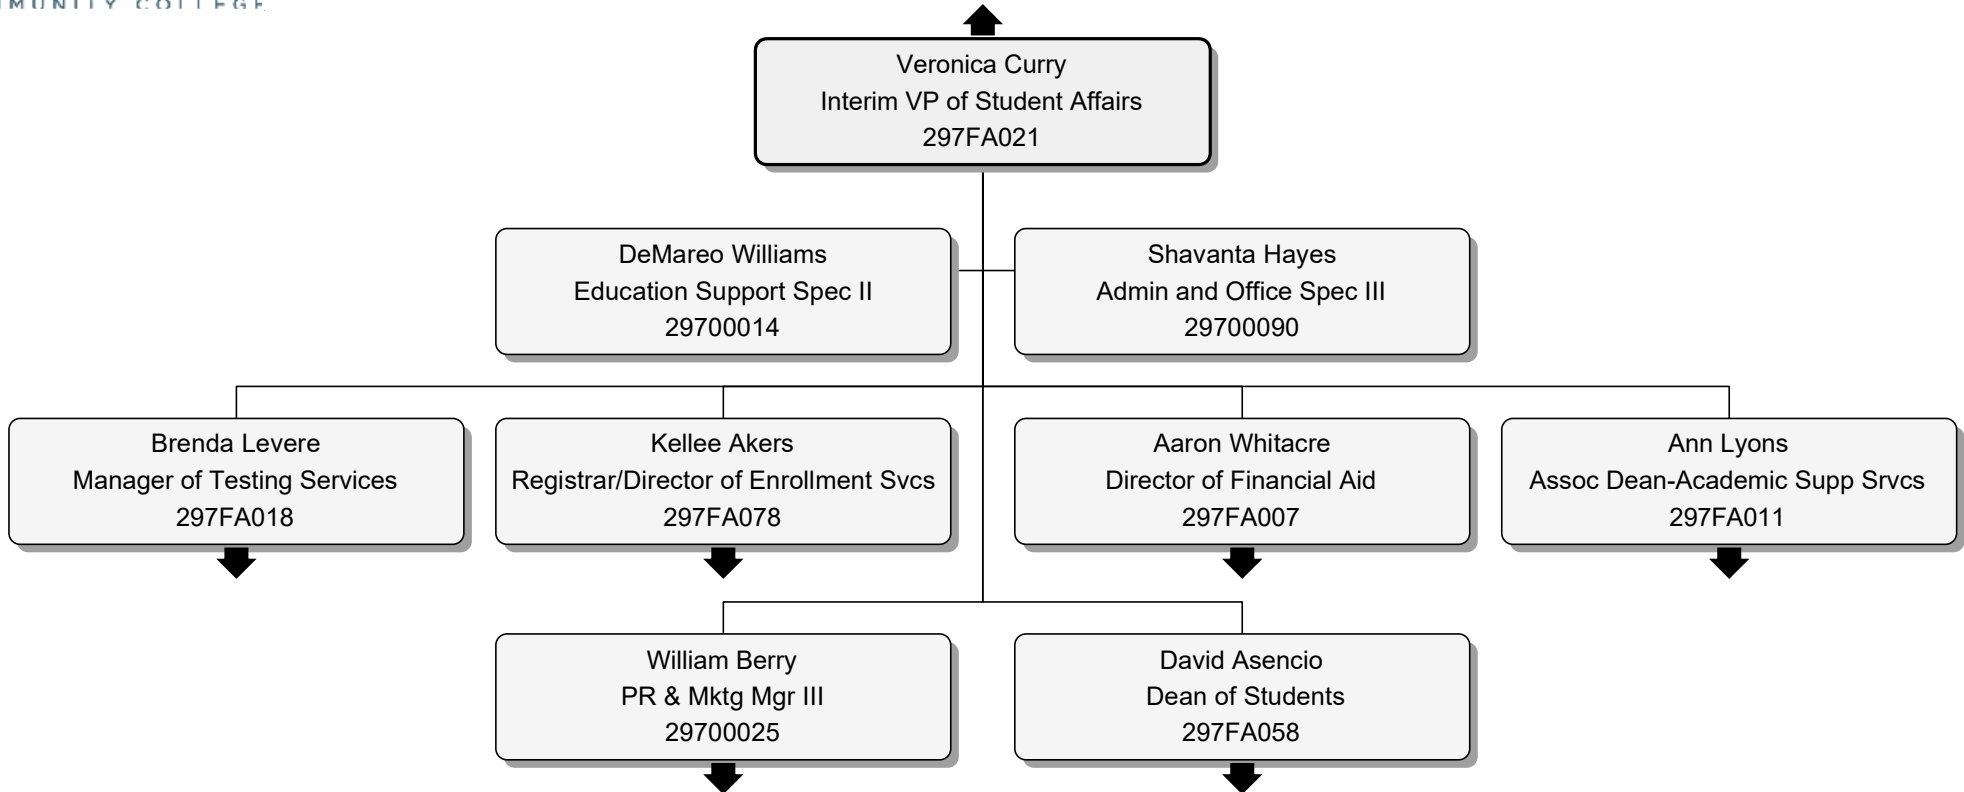 COLLEGE
Veronica Curry
Interim VP of Student Affairs
297FA021
DeMareo Williams
Education Support Spec II
29700014
Shavanta Hayes
Admin and Office Spec III
29700090
Brenda Levere
Manager of Testing Services
297FA018
Kellee Akers
Registrar/Director of Enrollment Svcs
297FA078
Aaron Whitacre
Director of Financial Aid
297FA007
Ann Lyons
Assoc Dean-Academic Supp Srvcs
297FA011
William Berry
PR & Mktg Mgr III
29700025
David Asencio
Dean of Students
297FA058